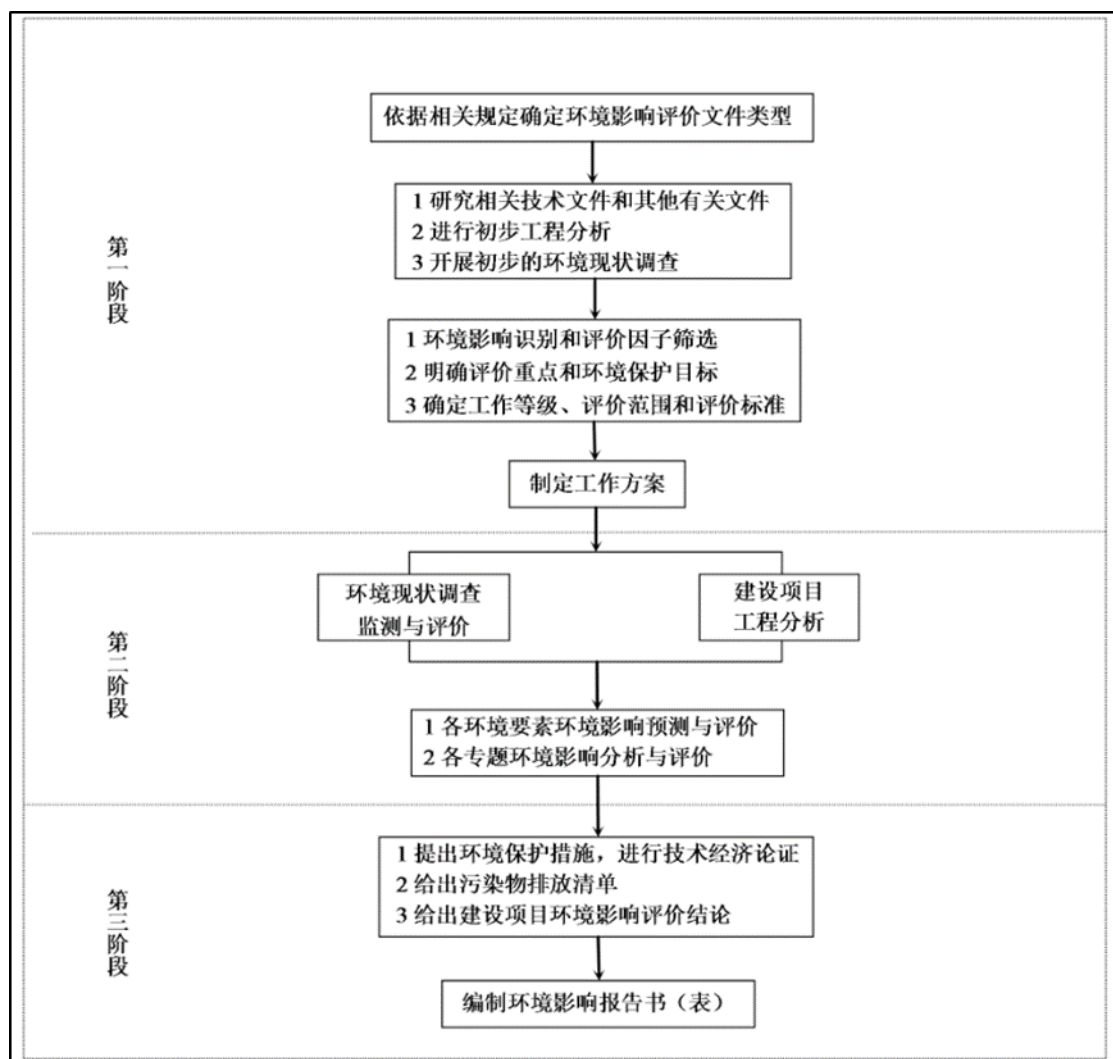 依据相关规定确定环境影响评价文件类型
1 研究相关技术文件和其他有关文件
2 进行初步工程分析
3 开展初步的环境现状调查
第一阶段
1 环境影响识别和评价因子筛选
2 明确评价重点和环境保护目标
3 确定工作等级、评价范围和评价标准
制定工作方案
环境现状调查
监测与评价
建设项目
工程分析
第二阶段
1 各环境要素环境影响预测与评价
2 各专题环境影响分析与评价
1 提出环境保护措施，进行技术经济论证
2 给出污染物排放清单
3 给出建设项目环境影响评价结论
第三阶段
编制环境影响报告书（表）